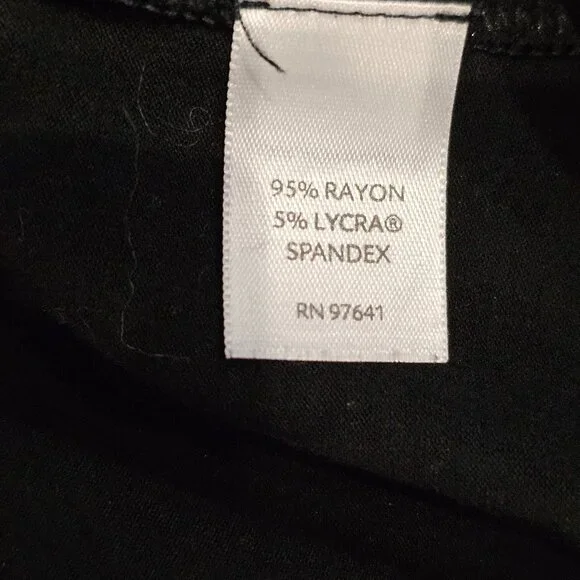 95% RAYON
5% LYCRA®
SPANDEX
RN 97641